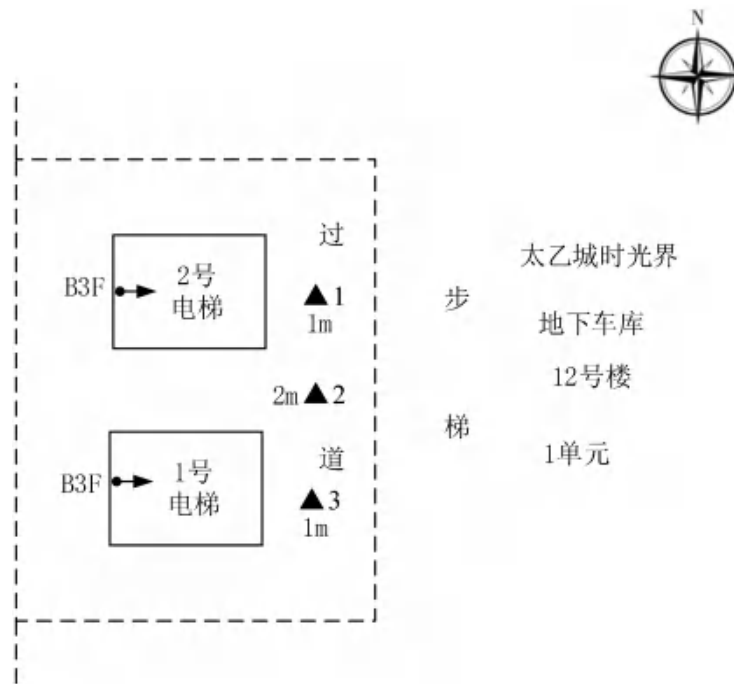 N
过
2号
电梯
B3F
▲1
1m
步
太乙城时光界
地下车库
12号楼
2m▲2
梯
1单元
道
1号
电梯
B3F
▲3
1m